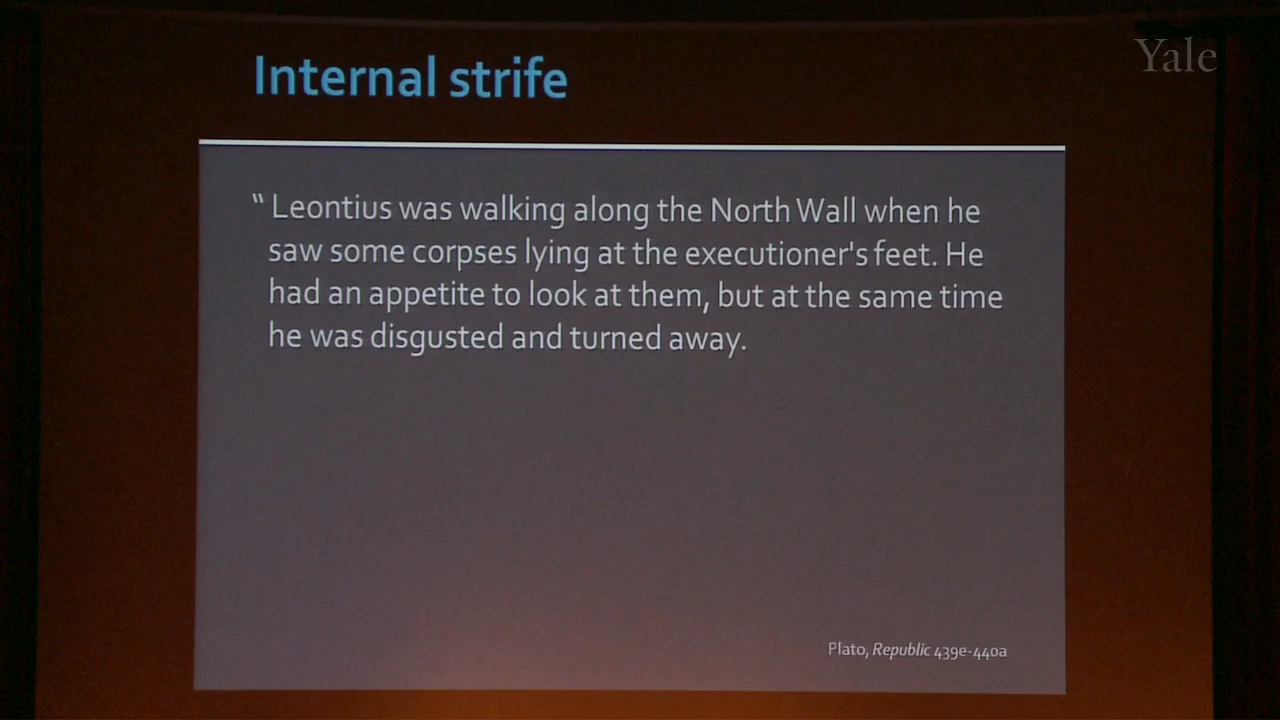 Yale
Internal strife
“ Leontius was walking along the North Wall when he
saw some corpses lying at the executioner's feet. He
had an appetite to look at them, but at the same time
he was disgusted and turned away.
Plato, Republic 439e-440a